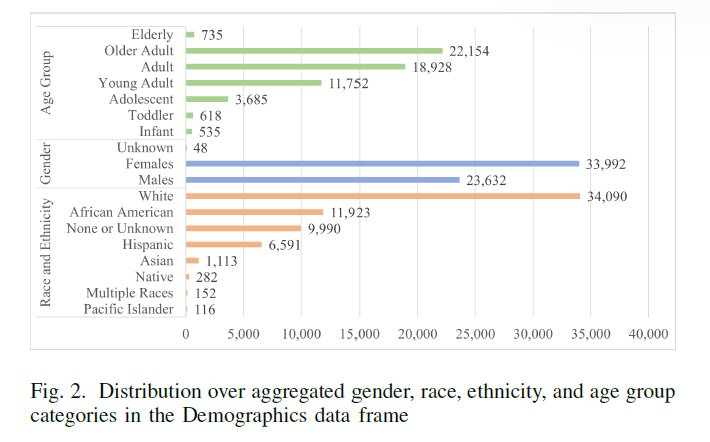 Age Group
Elderly 735
Older Adult 22,154
Adult 18,928
Young Adult 11,752
Adolescent 3,685
Toddler 618
Infant 535
Gender
Unknown 48
Females 33,992
Males 23,632
Race and Ethnicity
White 34,090
African American 11,923
None or Unknown 9,990
Hispanic 6,591
Asian 1,113
Native 282
Multiple Races 152
Pacific Islander 116
0 5,000 10,000 15,000 20,000 25,000 30,000 35,000 40,000
Fig. 2. Distribution over aggregated gender, race, ethnicity, and age group
categories in the Demographics data frame